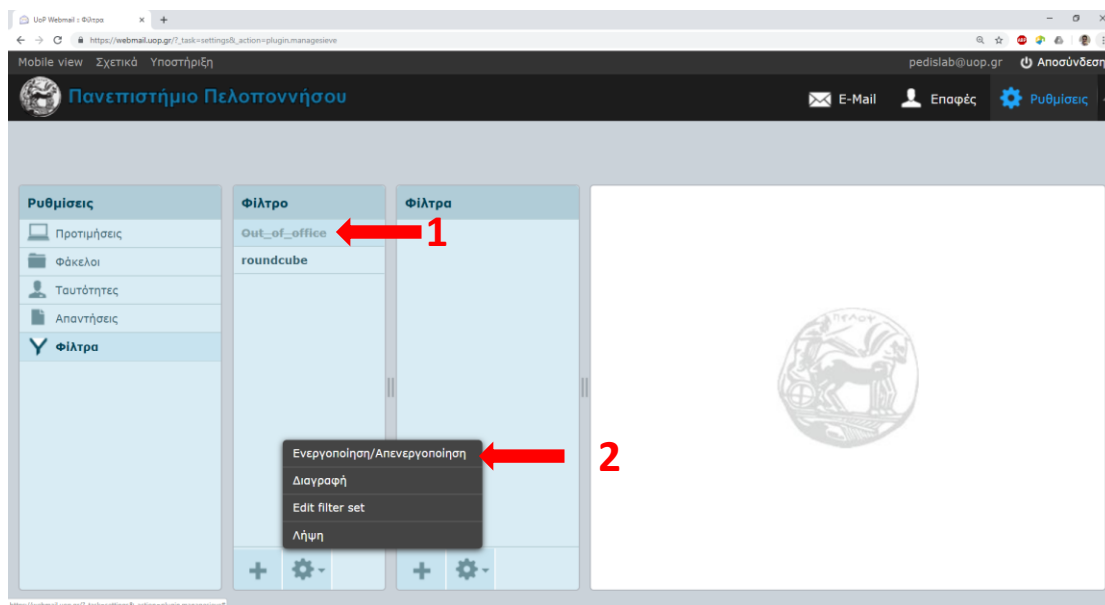 UoP Webmail :: Φίλτρα
https://webmail.uop.gr/?_task=settings&_action=plugin.managesieve
Mobile view Σχετικά Υποστήριξη
pedislab@uop.gr Αποσύνδεση
Πανεπιστήμιο Πελοποννήσου
E-Mail Επαφές Ρυθμίσεις
Ρυθμίσεις
Προτιμήσεις
Φάκελοι
Ταυτότητες
Απαντήσεις
Φίλτρα
Φίλτρο
Out_of_office
roundcube
Φίλτρα
1
Ενεργοποίηση/Απενεργοποίηση
Διαγραφή
Edit filter set
Λήψη
2
ΠΕΛΟΠ